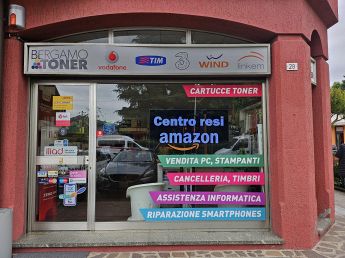 BERGAMO
TONER
vodafone
TIM
3
WIND
linkem
20
CARTUCCE TONER
Centro resi
amazon
VENDITA PC, STAMPANTI
iliad
CANCELLERIA, TIMBRI
ASSISTENZA INFORMATICA
RIPARAZIONE SMARTPHONES